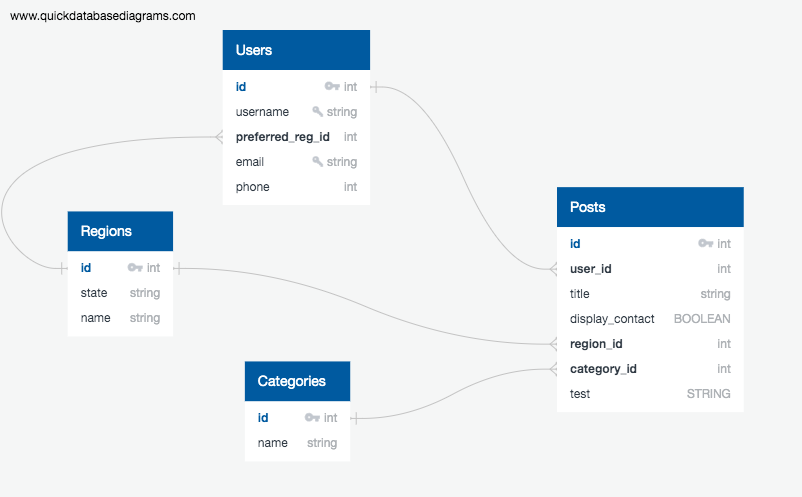 www.quickdatabasediagrams.com
Users
id int
username string
preferred_reg_id int
email string
phone int
Regions
id int
state string
name string
Categories
id int
name string
Posts
id int
user_id int
title string
display_contact BOOLEAN
region_id int
category_id int
test STRING